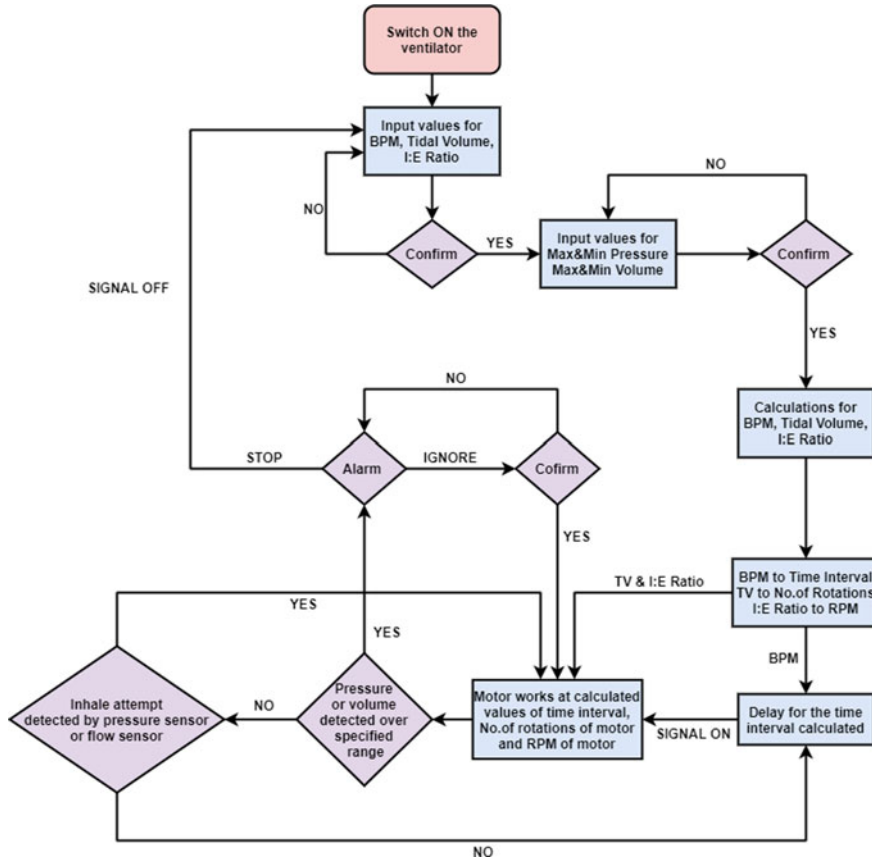 Switch ON the
ventilator
Input values for
BPM, Tidal Volume,
I:E Ratio
NO
Confirm
YES
Input values for
Max&Min Pressure
Max&Min Volume
NO
Confirm
YES
SIGNAL OFF
Calculations for
BPM, Tidal Volume,
I:E Ratio
NO
STOP
Alarm
IGNORE
Cofirm
YES
BPM to Time Interval
TV to No.of Rotations
I:E Ratio to RPM
TV & I:E Ratio
BPM
YES
YES
Inhale attempt
detected by pressure sensor
or flow sensor
NO
Pressure
or volume
detected over
specified
range
Motor works at calculated
values of time interval,
No.of rotations of motor
and RPM of motor
SIGNAL ON
Delay for the time
interval calculated
NO